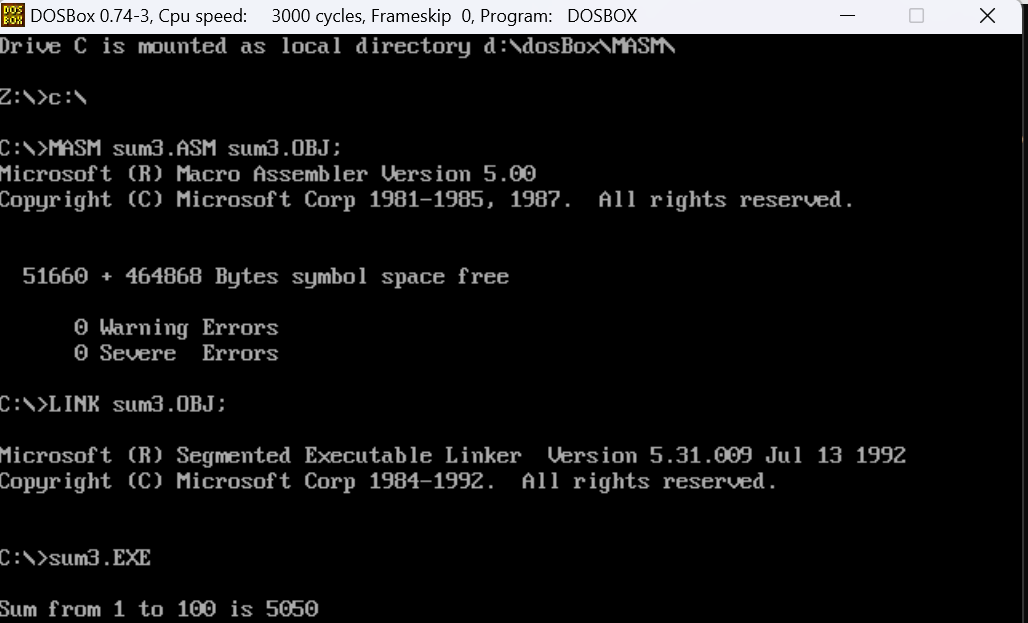 DOS
BOX
DOSBox 0.74-3, Cpu speed:     3000 cycles, Frameskip  0, Program:   DOSBOX
Drive C is mounted as local directory d:\dosBox\MASM\
Z:\>c:\
C:\>MASM sum3.ASM sum3.OBJ;
Microsoft (R) Macro Assembler Version 5.00
Copyright (C) Microsoft Corp 1981-1985, 1987.  All rights reserved.
  51660 + 464868 Bytes symbol space free
      0 Warning Errors
      0 Severe  Errors
C:\>LINK sum3.OBJ;
Microsoft (R) Segmented Executable Linker  Version 5.31.009 Jul 13 1992
Copyright (C) Microsoft Corp 1984-1992.  All rights reserved.
C:\>sum3.EXE
Sum from 1 to 100 is 5050